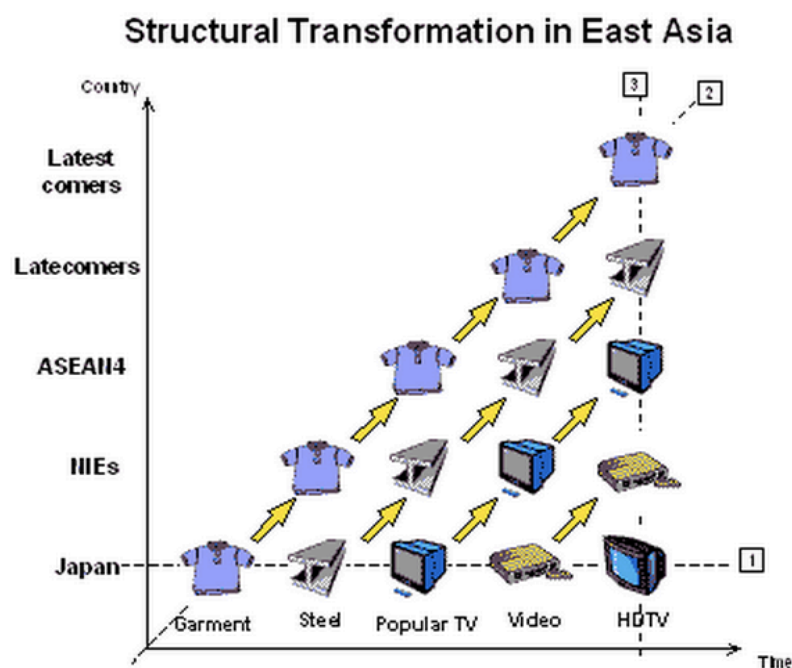 Structural Transformation in East Asia
Country
3
2
Latest
comers
Latecomers
ASEAN4
NIEs
Japan
1
Garment
Steel
Popular TV
Video
HDTV
Time